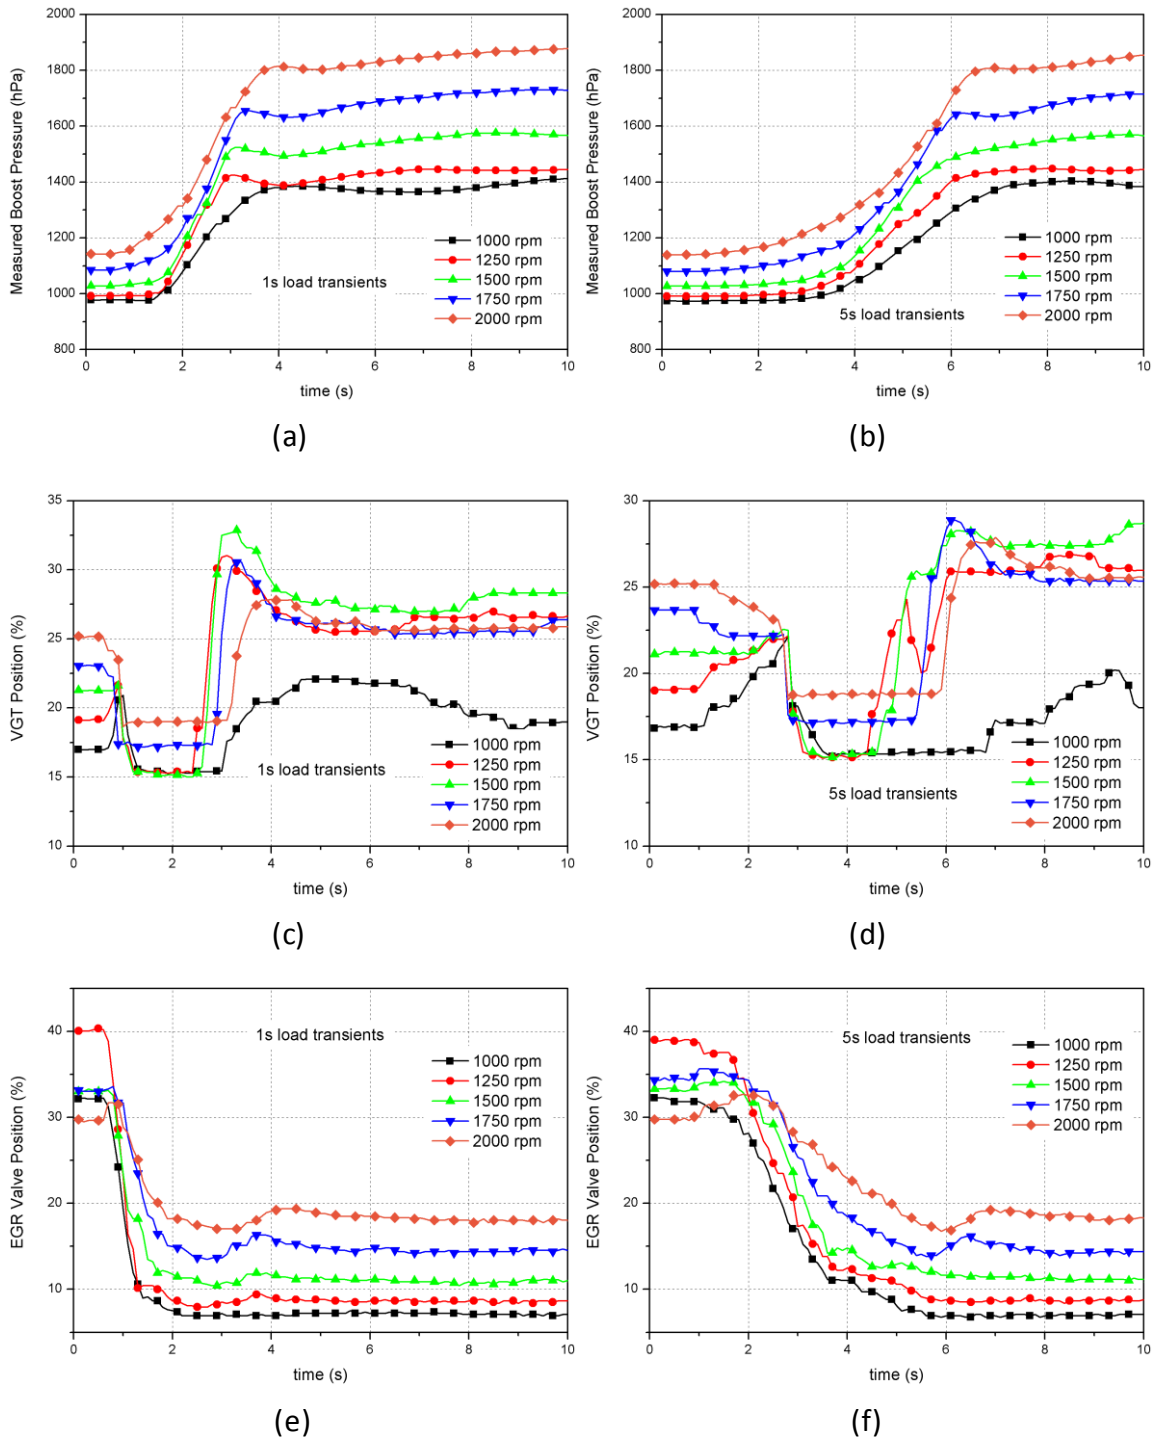 2000
1800
1600
1400
1200
1000
800
Measured Boost Pressure (hPa)
1000 rpm
1250 rpm
1500 rpm
1750 rpm
2000 rpm
1s load transients
0 2 4 6 8 10
time (s)
(a)
2000
1800
1600
1400
1200
1000
800
Measured Boost Pressure (hPa)
1000 rpm
1250 rpm
1500 rpm
1750 rpm
2000 rpm
5s load transients
0 2 4 6 8 10
time (s)
(b)
35
30
25
20
15
10
VGT Position (%)
1000 rpm
1250 rpm
1500 rpm
1750 rpm
2000 rpm
1s load transients
0 2 4 6 8 10
time (s)
(c)
30
25
20
15
10
VGT Position (%)
1000 rpm
1250 rpm
1500 rpm
1750 rpm
2000 rpm
5s load transients
0 2 4 6 8 10
time (s)
(d)
40
30
20
10
EGR Valve Position (%)
1s load transients
1000 rpm
1250 rpm
1500 rpm
1750 rpm
2000 rpm
0 2 4 6 8 10
time (s)
(e)
40
30
20
10
EGR Valve Position (%)
5s load transients
1000 rpm
1250 rpm
1500 rpm
1750 rpm
2000 rpm
0 2 4 6 8 10
time (s)
(f)